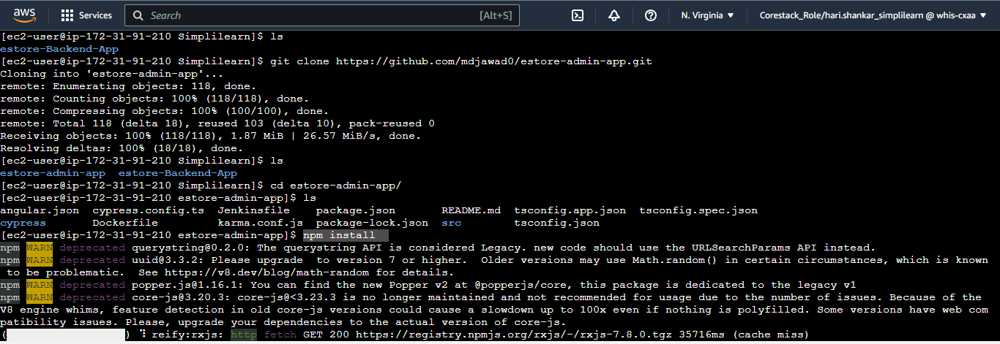 aws Services Search [Alt+S] N. Virginia Corestack_Role/hari.shankar_simplilearn @ whis-cxaa
[ec2-user@ip-172-31-91-210 Simplilearn]$ ls
estore-Backend-App
[ec2-user@ip-172-31-91-210 Simplilearn]$ git clone https://github.com/mdjawad0/estore-admin-app.git
Cloning into 'estore-admin-app'...
remote: Enumerating objects: 118, done.
remote: Counting objects: 100% (118/118), done.
remote: Compressing objects: 100% (100/100), done.
remote: Total 118 (delta 18), reused 103 (delta 10), pack-reused 0
Receiving objects: 100% (118/118), 1.87 MiB | 26.57 MiB/s, done.
Resolving deltas: 100% (18/18), done.
[ec2-user@ip-172-31-91-210 Simplilearn]$ ls
estore-admin-app  estore-Backend-App
[ec2-user@ip-172-31-91-210 Simplilearn]$ cd estore-admin-app/
[ec2-user@ip-172-31-91-210 estore-admin-app]$ ls
angular.json  cypress.config.ts  Jenkinsfile    package.json       README.md  tsconfig.app.json  tsconfig.spec.json
cypress       Dockerfile         karma.conf.js  package-lock.json  src        tsconfig.json
[ec2-user@ip-172-31-91-210 estore-admin-app]$ npm install
npm WARN deprecated querystring@0.2.0: The querystring API is considered Legacy. new code should use the URLSearchParams API instead.
npm WARN deprecated uuid@3.3.2: Please upgrade  to version 7 or higher.  Older versions may use Math.random() in certain circumstances, which is known
 to be problematic.  See https://v8.dev/blog/math-random for details.
npm WARN deprecated popper.js@1.16.1: You can find the new Popper v2 at @popperjs/core, this package is dedicated to the legacy v1
npm WARN deprecated core-js@3.20.3: core-js@<3.23.3 is no longer maintained and not recommended for usage due to the number of issues. Because of the
V8 engine whims, feature detection in old core-js versions could cause a slowdown up to 100x even if nothing is polyfilled. Some versions have web com
patibility issues. Please, upgrade your dependencies to the actual version of core-js.
(                  ) ⠹ reify:rxjs: http fetch GET 200 https://registry.npmjs.org/rxjs/-/rxjs-7.8.0.tgz 35716ms (cache miss)